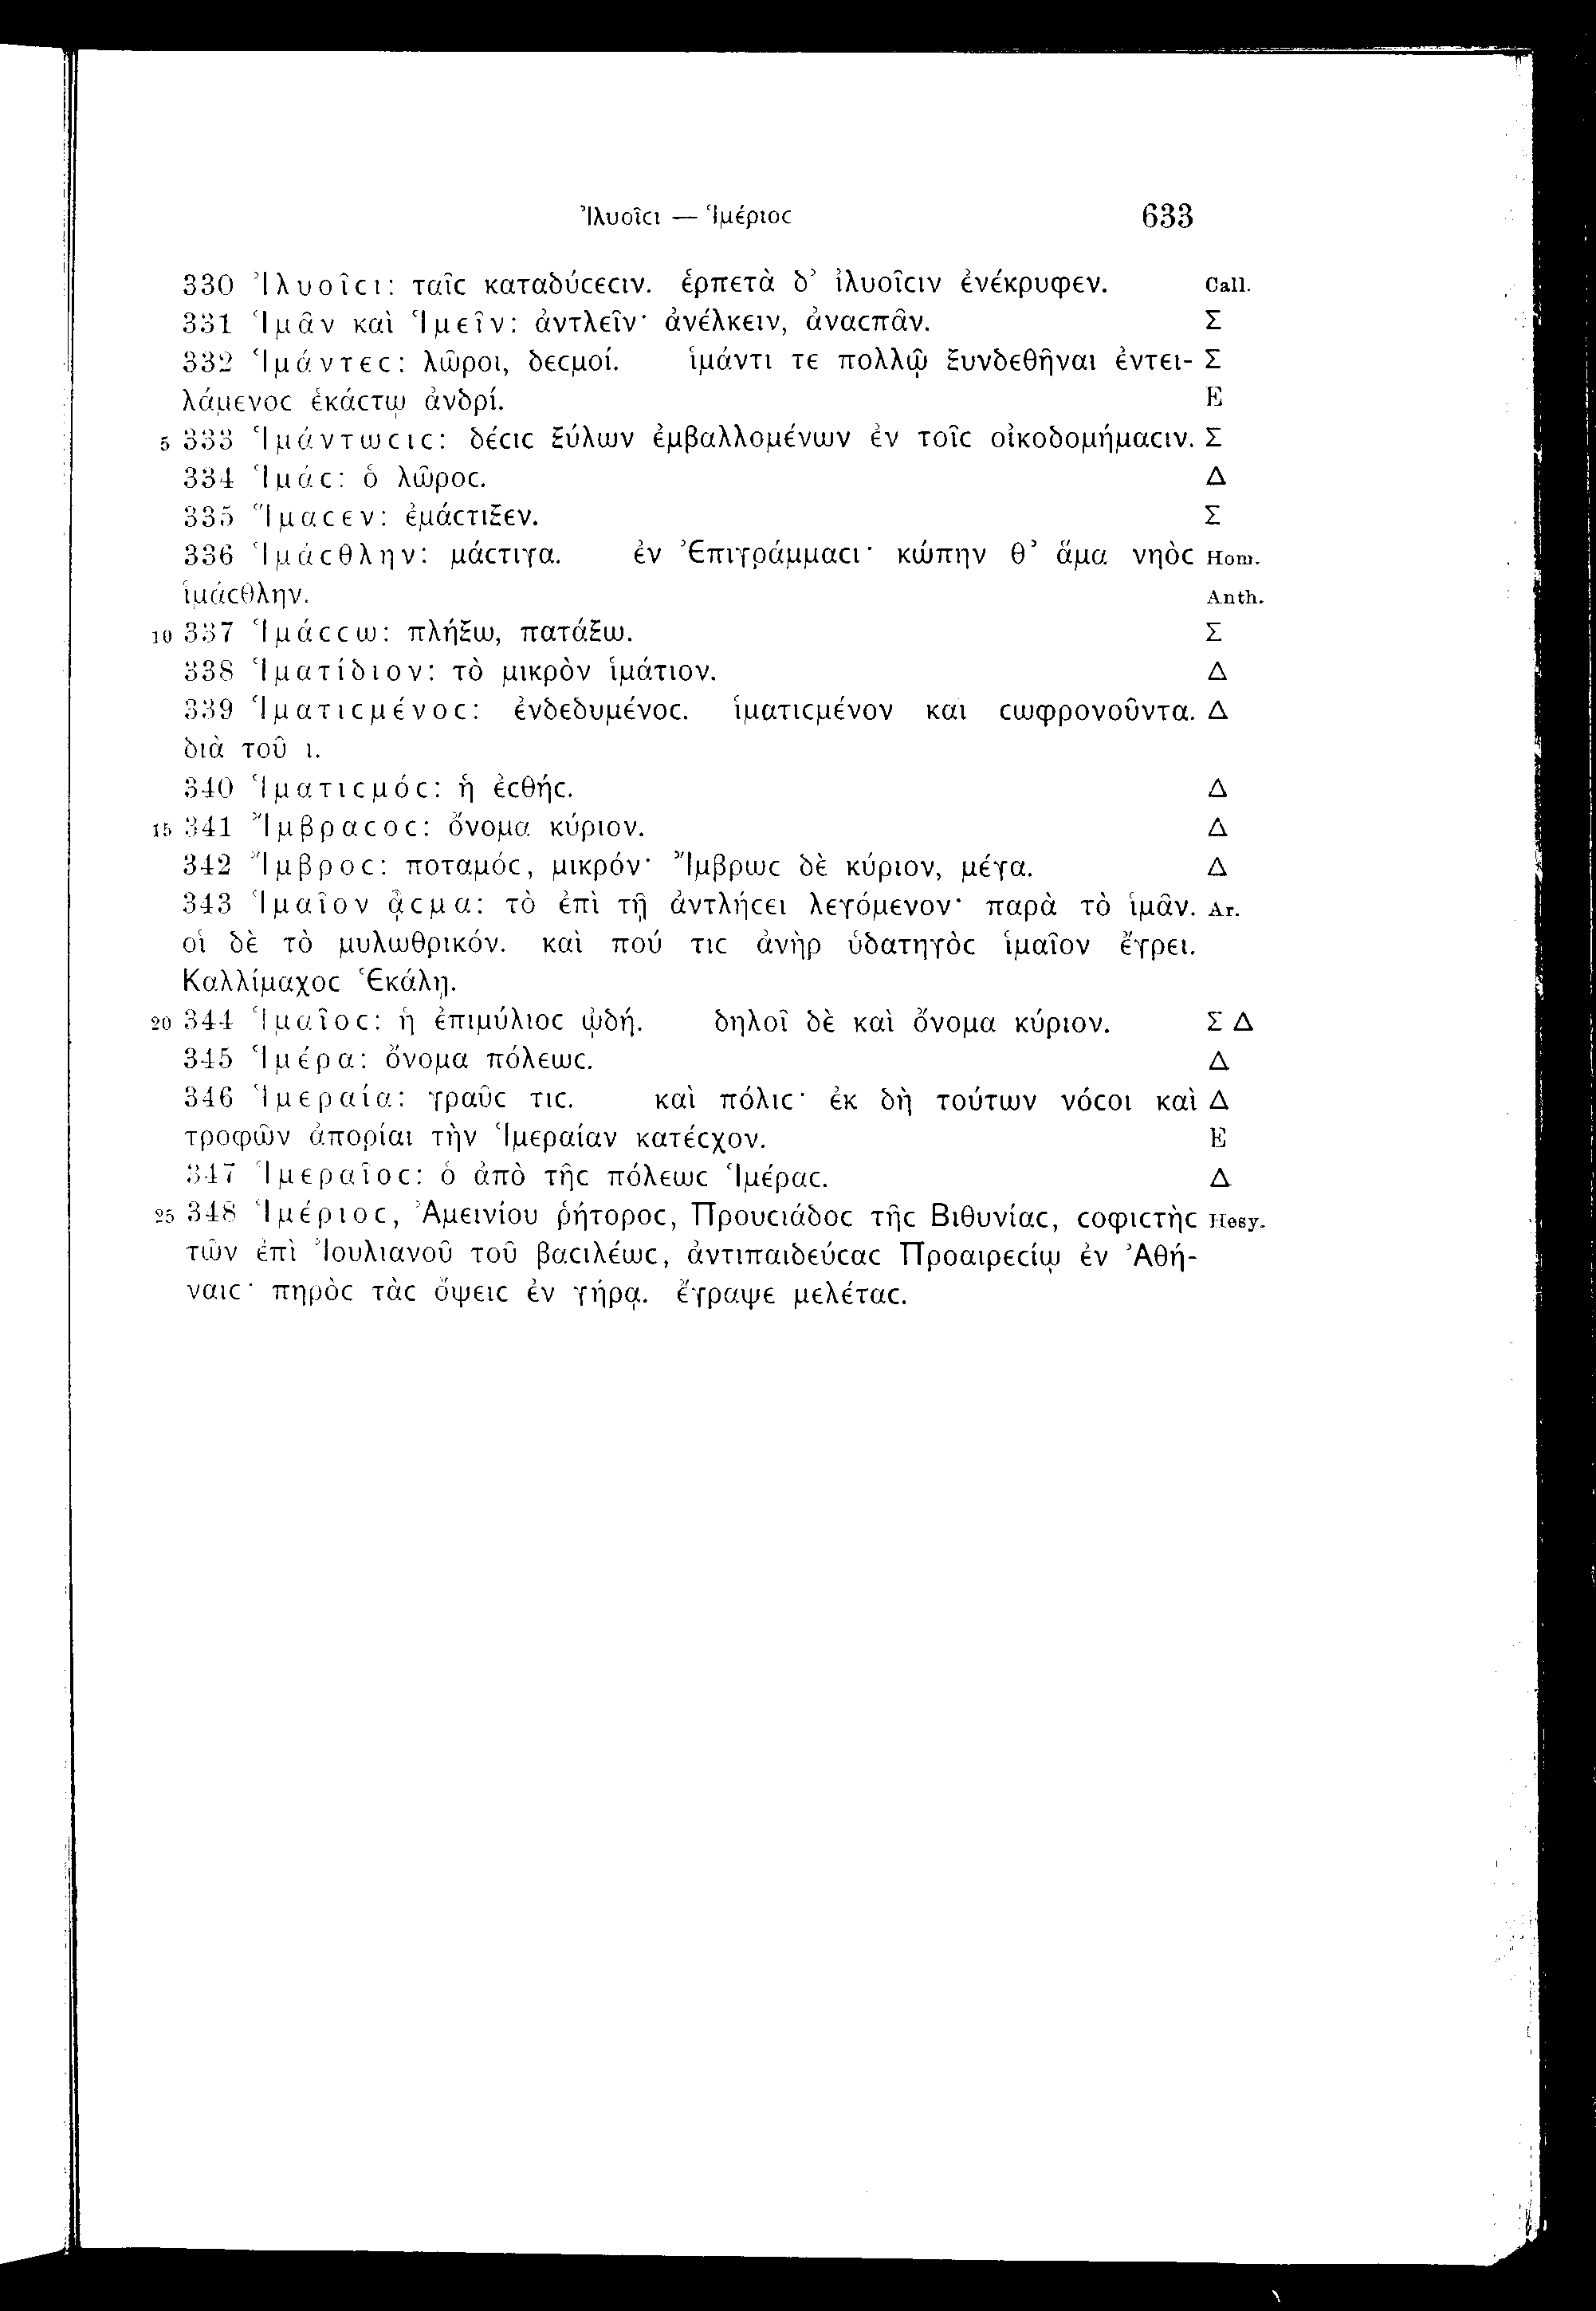 Ἰλυοῖϲι — Ἱμέριοϲ 633
330 Ἰλυοῖϲι: ταῖϲ καταδύϲεϲιν. ἑρπετὰ δ' ἰλυοῖϲιν ἐνέκρυφεν. Call.
331 Ἱμᾶν καὶ Ἱμεῖν: ἀντλεῖν· ἀνέλκειν, ἀναϲπᾶν. Σ
332 Ἱμάντεϲ: λῶροι, δεϲμοί. ἱμάντι τε πολλῷ ξυνδεθῆναι ἐντει- Σ
λάμενοϲ ἑκάϲτῳ ἀνδρί. E
5 333 Ἱμάντωϲιϲ: δέϲιϲ ξύλων ἐμβαλλομένων ἐν τοῖϲ οἰκοδομήμαϲιν. Σ
334 Ἱμάϲ: ὁ λῶροϲ. Δ
335 Ἵμαϲεν: ἐμάϲτιξεν. Σ
336 Ἱμάϲθλην: μάϲτιγα. ἐν Ἐπιγράμμαϲι· κώπην θ' ἅμα νηὸϲ Hom.
ἱμάϲθλην. Anth.
10 337 Ἱμάϲϲω: πλήξω, πατάξω. Σ
338 Ἱματίδιον: τὸ μικρὸν ἱμάτιον. Δ
339 Ἱματιϲμένοϲ: ἐνδεδυμένοϲ. ἱματιϲμένον και ϲωφρονοῦντα. Δ
διὰ τοῦ ι.
340 Ἱματιϲμόϲ: ἡ ἐϲθήϲ. Δ
15 341 Ἴμβραϲοϲ: ὄνομα κύριον. Δ
342 Ἴμβροϲ: ποταμόϲ, μικρόν· Ἴμβρωϲ δὲ κύριον, μέγα. Δ
343 Ἱμαῖον ᾆϲμα: τὸ ἐπὶ τῇ ἀντλήϲει λεγόμενον· παρὰ τὸ ἱμᾶν. Ar.
οἱ δὲ τὸ μυλωθρικόν. καὶ πού τιϲ ἀνὴρ ὑδατηγὸϲ ἱμαῖον ἔγρει.
Καλλίμαχοϲ Ἑκάλῃ.
20 344 Ἱμαῖοϲ: ἡ ἐπιμύλιοϲ ᾠδή. δηλοῖ δὲ καὶ ὄνομα κύριον. Σ Δ
345 Ἱμέρα: ὄνομα πόλεωϲ. Δ
346 Ἱμεραία: γραῦϲ τιϲ. καὶ πόλιϲ· ἐκ δὴ τούτων νόϲοι καὶ Δ
τροφῶν ἀπορίαι τὴν Ἱμεραίαν κατέϲχον. E
347 Ἱμεραῖοϲ: ὁ ἀπὸ τῆϲ πόλεωϲ Ἱμέραϲ. Δ
25 348 Ἱμέριοϲ, Ἀμεινίου ῥήτοροϲ, Προυϲιάδοϲ τῆϲ Βιθυνίαϲ, ϲοφιϲτὴϲ Hesy.
τῶν ἐπὶ Ἰουλιανοῦ τοῦ βαϲιλέωϲ, ἀντιπαιδεύϲαϲ Προαιρεϲίῳ ἐν Ἀθή-
ναιϲ· πηρὸϲ τὰϲ ὄψειϲ ἐν γήρᾳ. ἔγραψε μελέταϲ.